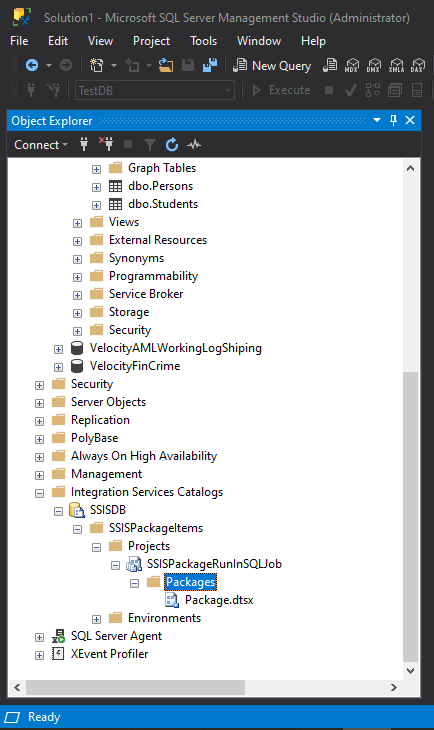 Solution1 - Microsoft SQL Server Management Studio (Administrator)
File Edit View Project Tools Window Help
New Query MDX DMX XMLA DAX
TestDB Execute
Object Explorer
Connect
Graph Tables
dbo.Persons
dbo.Students
Views
External Resources
Synonyms
Programmability
Service Broker
Storage
Security
VelocityAMLWorkingLogShiping
VelocityFinCrime
Security
Server Objects
Replication
PolyBase
Always On High Availability
Management
Integration Services Catalogs
SSISDB
SSISPackageItems
Projects
SSISPackageRunInSQLJob
Packages
Package.dtsx
Environments
SQL Server Agent
XEvent Profiler
Ready